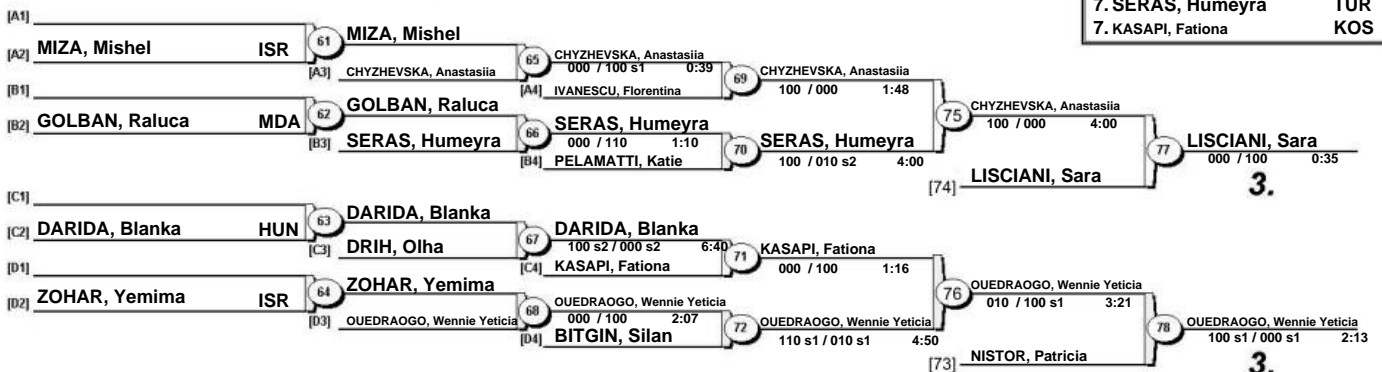 7. SERAS, Humeyra TUR
7. KASAPI, Fationa KOS
[A1]
[A2] MIZA, Mishel ISR
61
MIZA, Mishel
[A3] CHYZHEVSKA, Anastasiia
65
CHYZHEVSKA, Anastasiia
000 / 100 s1 0:39
[A4] IVANESCU, Florentina
69
CHYZHEVSKA, Anastasiia
100 / 000 1:48
[B1]
[B2] GOLBAN, Raluca MDA
62
GOLBAN, Raluca
[B3] SERAS, Humeyra
66
SERAS, Humeyra
000 / 110 1:10
[B4] PELAMATTI, Katie
70
SERAS, Humeyra
100 / 010 s2 4:00
75
CHYZHEVSKA, Anastasiia
100 / 000 4:00
[74] LISCIANI, Sara
77
LISCIANI, Sara
000 / 100 0:35
3.
[C1]
[C2] DARIDA, Blanka HUN
63
DARIDA, Blanka
[C3] DRIH, Olha
67
DARIDA, Blanka
100 s2 / 000 s2 6:40
[C4] KASAPI, Fationa
71
KASAPI, Fationa
000 / 100 1:16
[D1]
[D2] ZOHAR, Yemima ISR
64
ZOHAR, Yemima
[D3] OUEDRAOGO, Wennie Yeticia
68
OUEDRAOGO, Wennie Yeticia
000 / 100 2:07
[D4] BITGIN, Silan
72
OUEDRAOGO, Wennie Yeticia
110 s1 / 010 s1 4:50
76
OUEDRAOGO, Wennie Yeticia
010 / 100 s1 3:21
[73] NISTOR, Patricia
78
OUEDRAOGO, Wennie Yeticia
100 s1 / 000 s1 2:13
3.